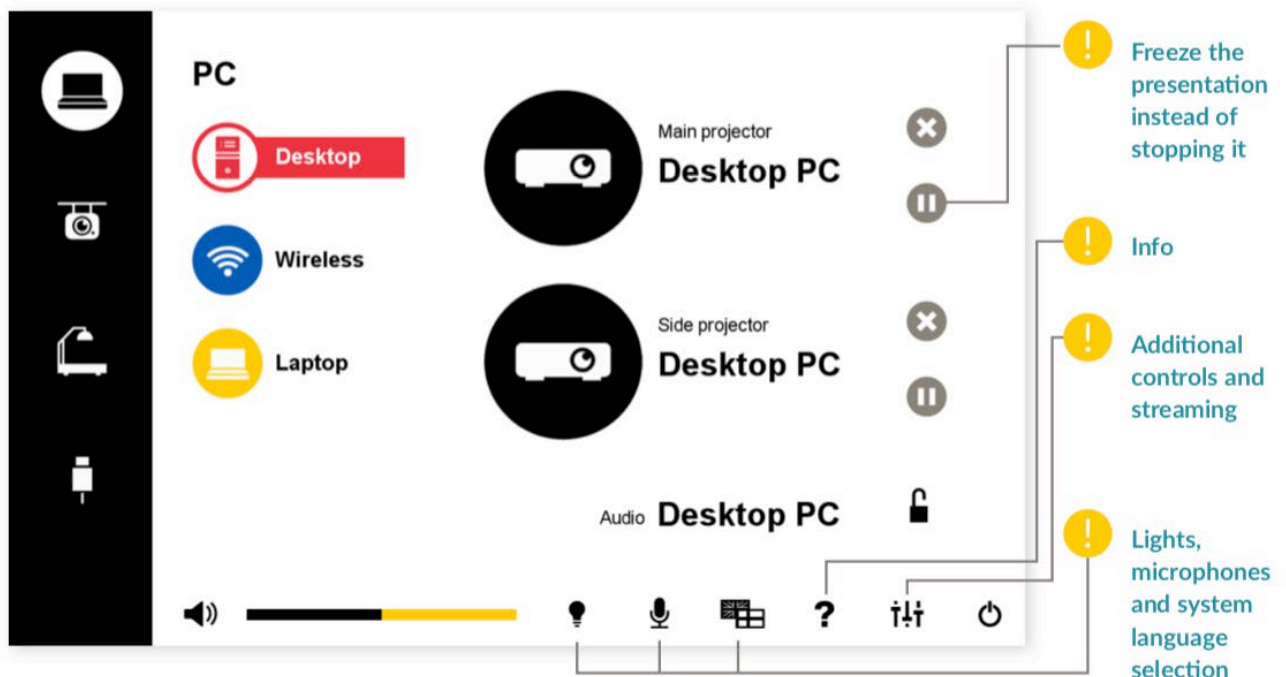 PC
Desktop
Wireless
Laptop
Main projector
Desktop PC
Side projector
Desktop PC
Audio Desktop PC
?
!
Freeze the
presentation
instead of
stopping it
!
Info
!
Additional
controls and
streaming
!
Lights,
microphones
and system
language
selection